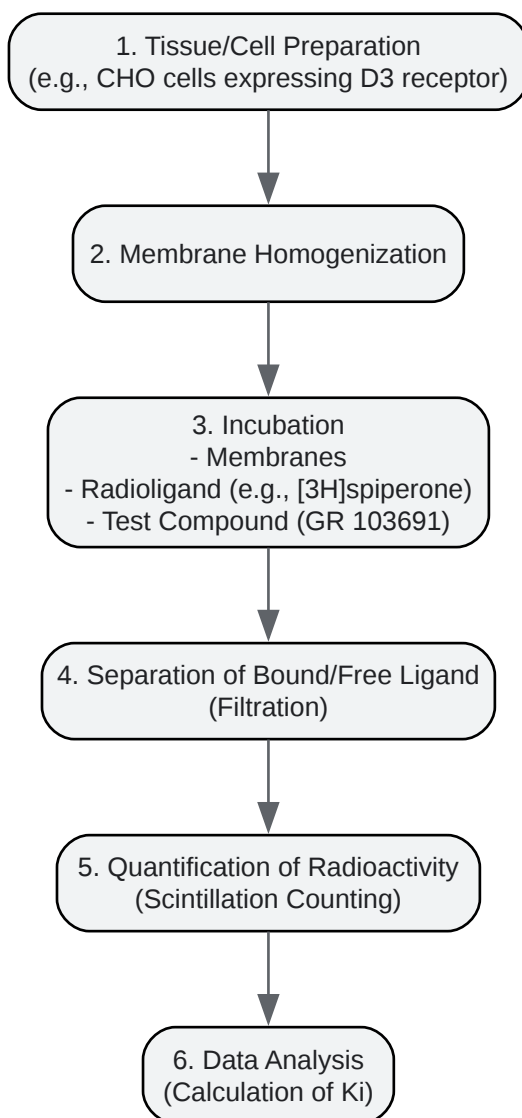 1. Tissue/Cell Preparation
(e.g., CHO cells expressing D3 receptor)
2. Membrane Homogenization
3. Incubation
- Membranes
- Radioligand (e.g., [3H]spiperone)
- Test Compound (GR 103691)
4. Separation of Bound/Free Ligand
(Filtration)
5. Quantification of Radioactivity
(Scintillation Counting)
6. Data Analysis
(Calculation of Ki)